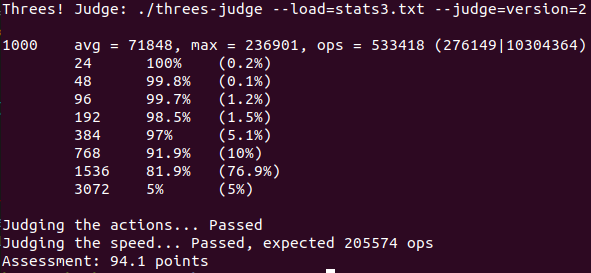 Threes! Judge: ./threes-judge --load=stats3.txt --judge=version=2
1000 avg = 71848, max = 236901, ops = 533418 (276149|10304364)
24 100% (0.2%)
48 99.8% (0.1%)
96 99.7% (1.2%)
192 98.5% (1.5%)
384 97% (5.1%)
768 91.9% (10%)
1536 81.9% (76.9%)
3072 5% (5%)
Judging the actions... Passed
Judging the speed... Passed, expected 205574 ops
Assessment: 94.1 points